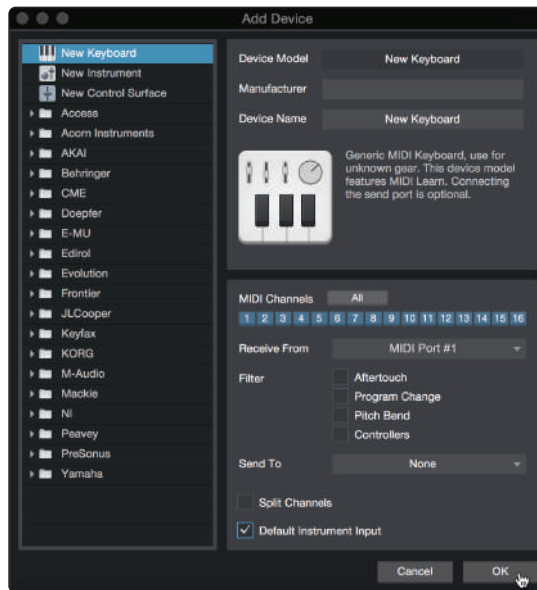 Add Device
New Keyboard
New Instrument
New Control Surface
Access
Acorn Instruments
AKAI
Behringer
CME
Doepfer
E-MU
Edirol
Evolution
Frontier
JLCooper
Keyfax
KORG
M-Audio
Mackie
NI
Peavey
PreSonus
Yamaha
Device Model New Keyboard
Manufacturer
Device Name New Keyboard
Generic MIDI Keyboard, use for
unknown gear. This device model
features MIDI Learn. Connecting
the send port is optional.
MIDI Channels All
1 2 3 4 5 6 7 8 9 10 11 12 13 14 15 16
Receive From MIDI Port #1
Filter Aftertouch
Program Change
Pitch Bend
Controllers
Send To None
Split Channels
Default Instrument Input
Cancel OK